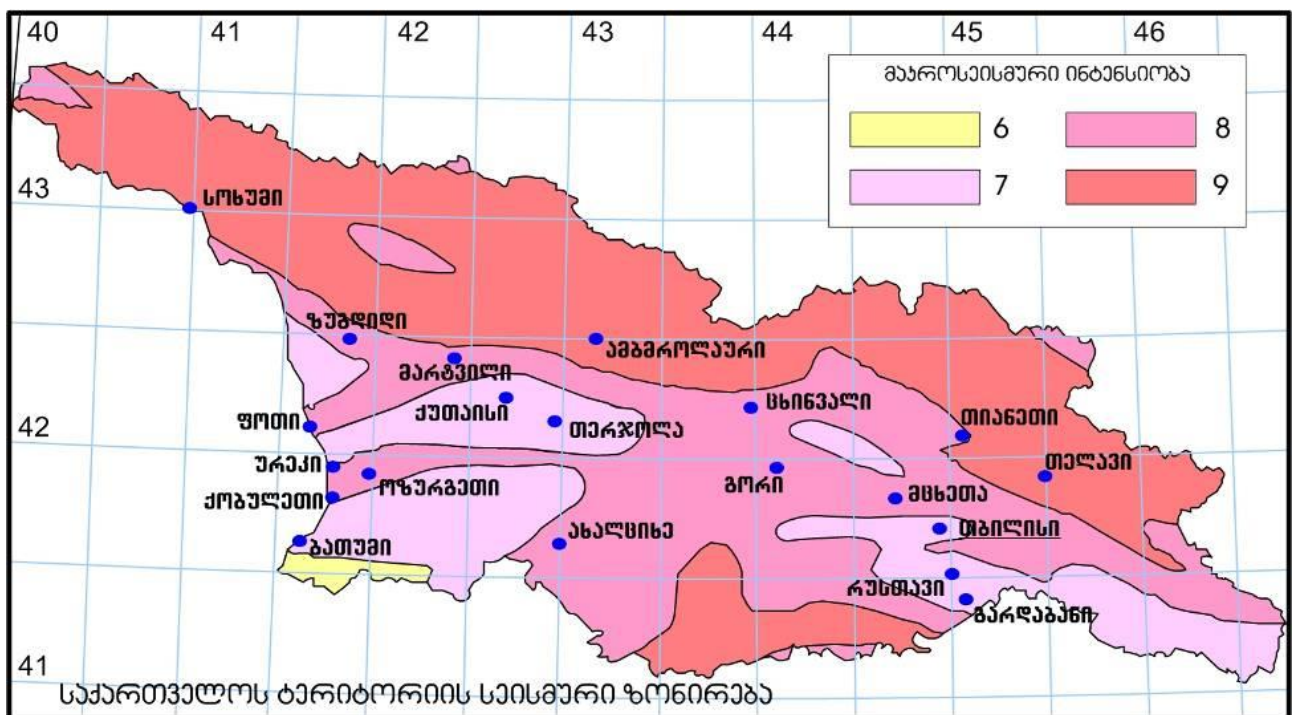 40 41 42 43 44 45 46
მაკროსეისმური ინტენსიობა
6 8
7 9
43
სოხუმი
ზუგდიდი
ამბმროლაური
მარტვილი
ცხინვალი
ქუთაისი
ფოთი
თერჯოლა
თიანეთი
42
ურეკი
თელავი
ოზურგეთი
გორი
მცხეთა
ქობულეთი
ახალციხე
თბილისი
ბათუმი
რუსთავი
გარდაბანი
41
საქართველოს ტერიტორიის სეისმური ზონირება